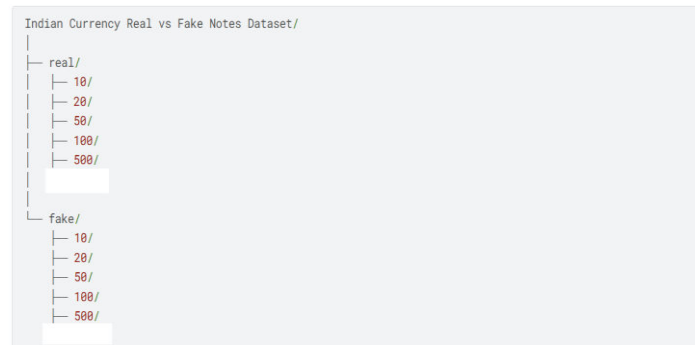 Indian Currency Real vs Fake Notes Dataset/
│
├─ real/
│ ├─ 10/
│ ├─ 20/
│ ├─ 50/
│ ├─ 100/
│ ├─ 500/
│
│
└─ fake/
├─ 10/
├─ 20/
├─ 50/
├─ 100/
├─ 500/